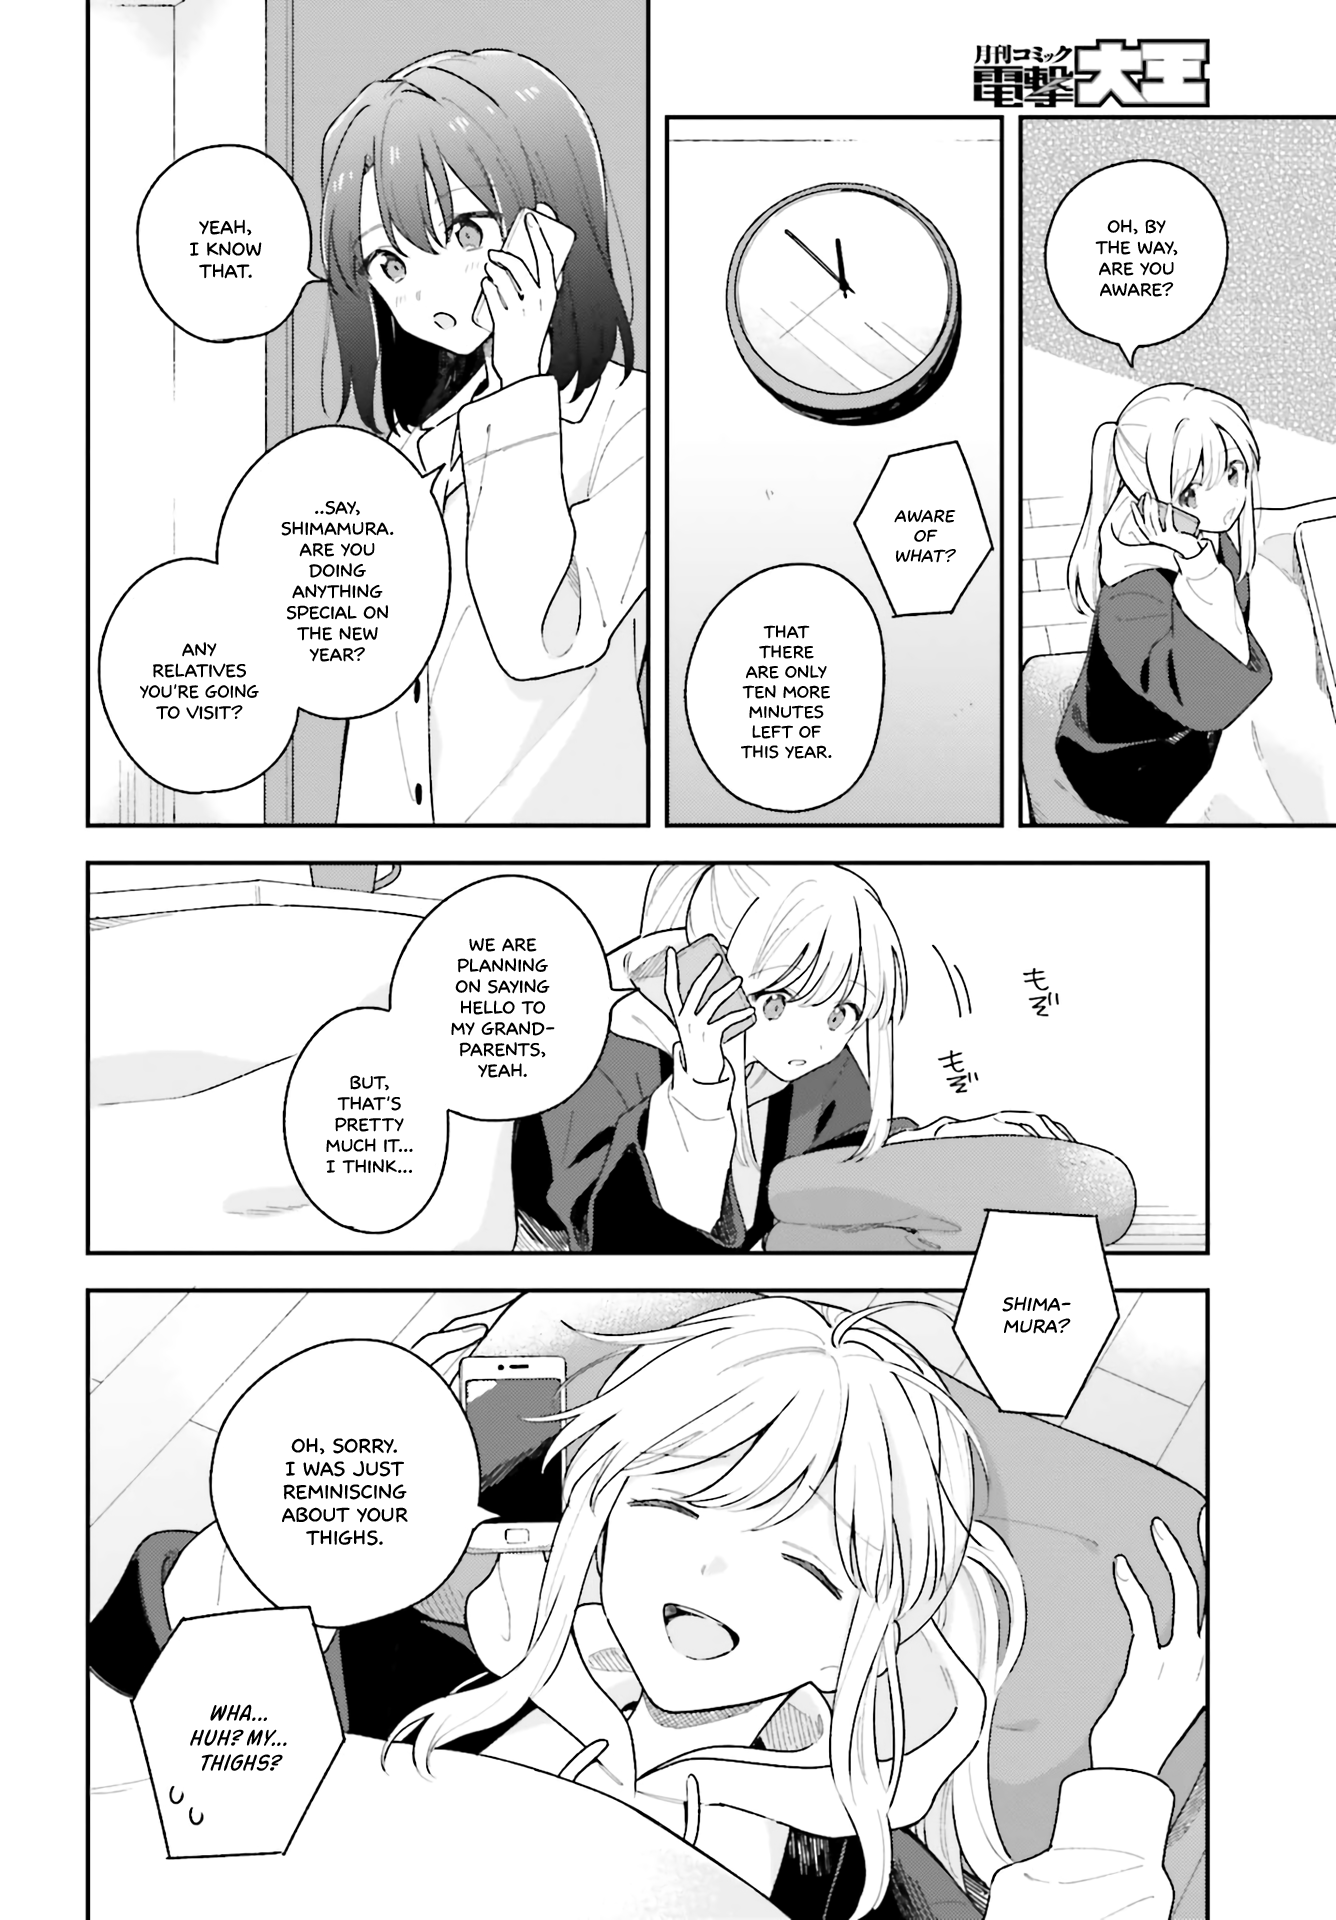 月刊コミック
電撃大王
OH, BY
THE WAY,
ARE YOU
AWARE?
AWARE
OF
WHAT?
THAT
THERE
ARE ONLY
TEN MORE
MINUTES
LEFT OF
THIS YEAR.
YEAH,
I KNOW
THAT.
..SAY,
SHIMAMURA.
ARE YOU
DOING
ANYTHING
SPECIAL ON
THE NEW
YEAR?
ANY
RELATIVES
YOU'RE GOING
TO VISIT?
もぞ
もぞ
WE ARE
PLANNING
ON SAYING
HELLO TO
MY GRAND-
PARENTS,
YEAH.
BUT,
THAT'S
PRETTY
MUCH IT...
I THINK...
SHIMA-
MURA?
OH, SORRY.
I WAS JUST
REMINISCING
ABOUT YOUR
THIGHS.
WHA...
HUH? MY...
THIGHS?